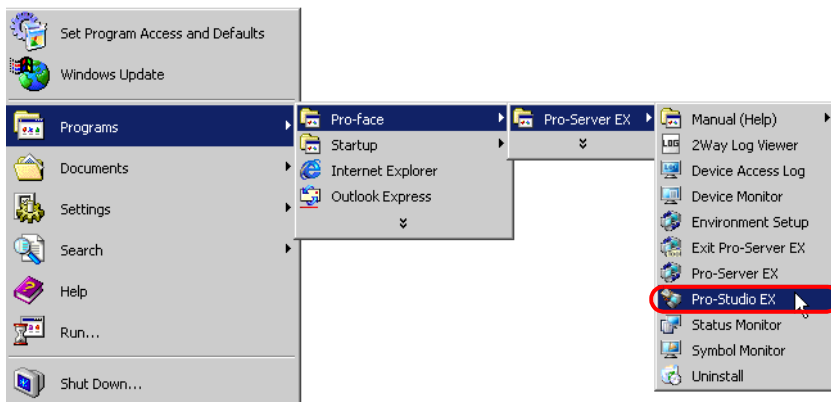 Set Program Access and Defaults
Windows Update
Programs
Documents
Settings
Search
Help
Run...
Shut Down...
Pro-face
Startup
Internet Explorer
Outlook Express
Pro-Server EX
Manual (Help)
LOG 2Way Log Viewer
Device Access Log
Device Monitor
Environment Setup
Exit Pro-Server EX
Pro-Server EX
Pro-Studio EX
Status Monitor
Symbol Monitor
Uninstall